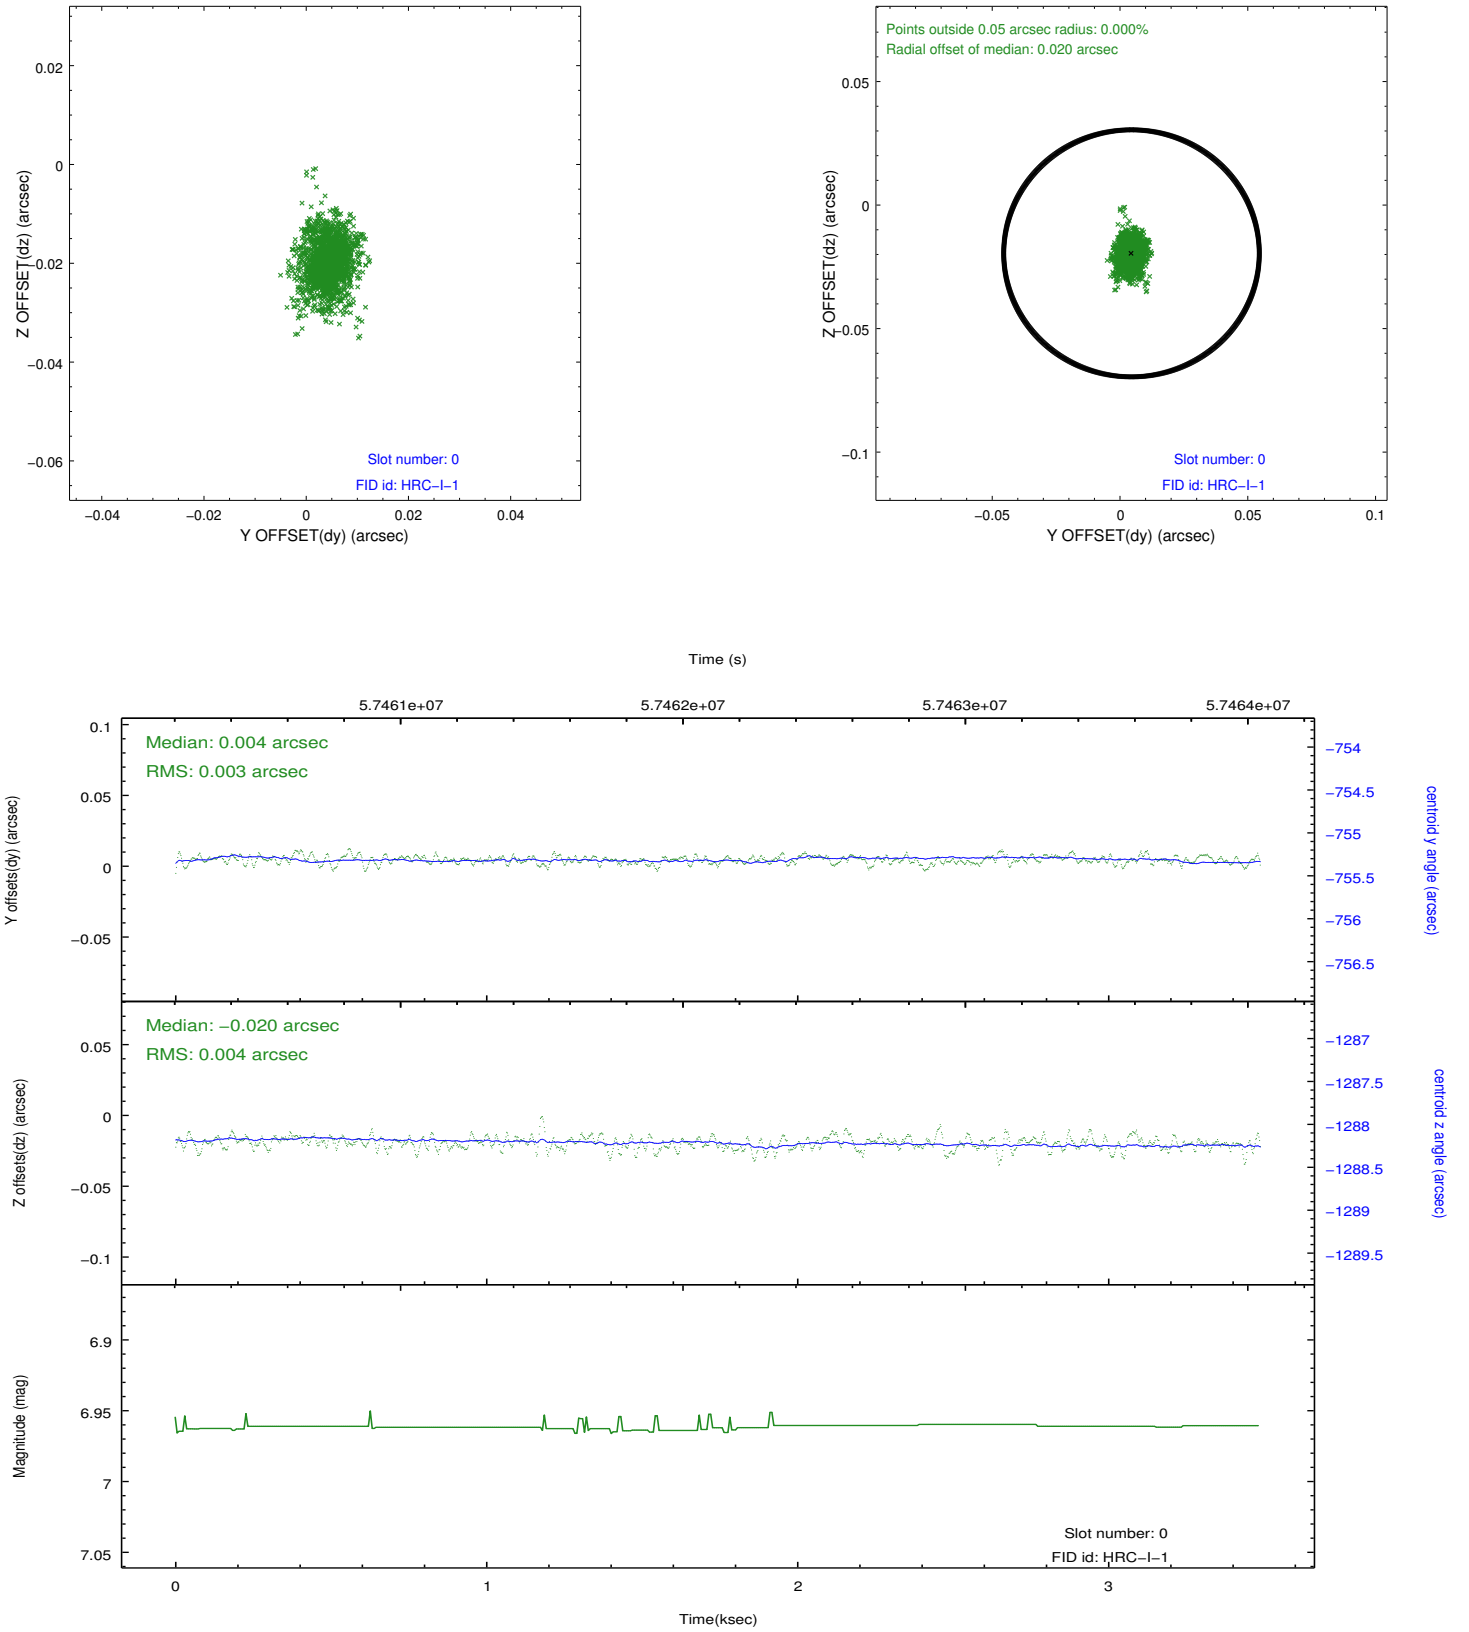 0.02
0
−0.02
−0.04
−0.06
Z OFFSET(dz) (arcsec)
Slot number: 0
FID id: HRC−I−1
−0.04
−0.02
0
0.02
0.04
Y OFFSET(dy) (arcsec)
Points outside 0.05 arcsec radius: 0.000%
Radial offset of median: 0.020 arcsec
0.05
0
−0.05
−0.1
Z OFFSET(dz) (arcsec)
Slot number: 0
FID id: HRC−I−1
−0.05
0
0.05
0.1
Y OFFSET(dy) (arcsec)
Time (s)
5.7461e+07
5.7462e+07
5.7463e+07
5.7464e+07
Median: 0.004 arcsec
RMS: 0.003 arcsec
0.1
0.05
0
−0.05
Y offsets(dy) (arcsec)
−754
−754.5
−755
−755.5
−756
−756.5
centroid y angle (arcsec)
Median: −0.020 arcsec
RMS: 0.004 arcsec
0.05
0
−0.05
−0.1
Z offsets(dz) (arcsec)
−1287
−1287.5
−1288
−1288.5
−1289
−1289.5
centroid z angle (arcsec)
6.9
6.95
7
7.05
Magnitude (mag)
Slot number: 0
FID id: HRC−I−1
0
1
2
3
Time(ksec)